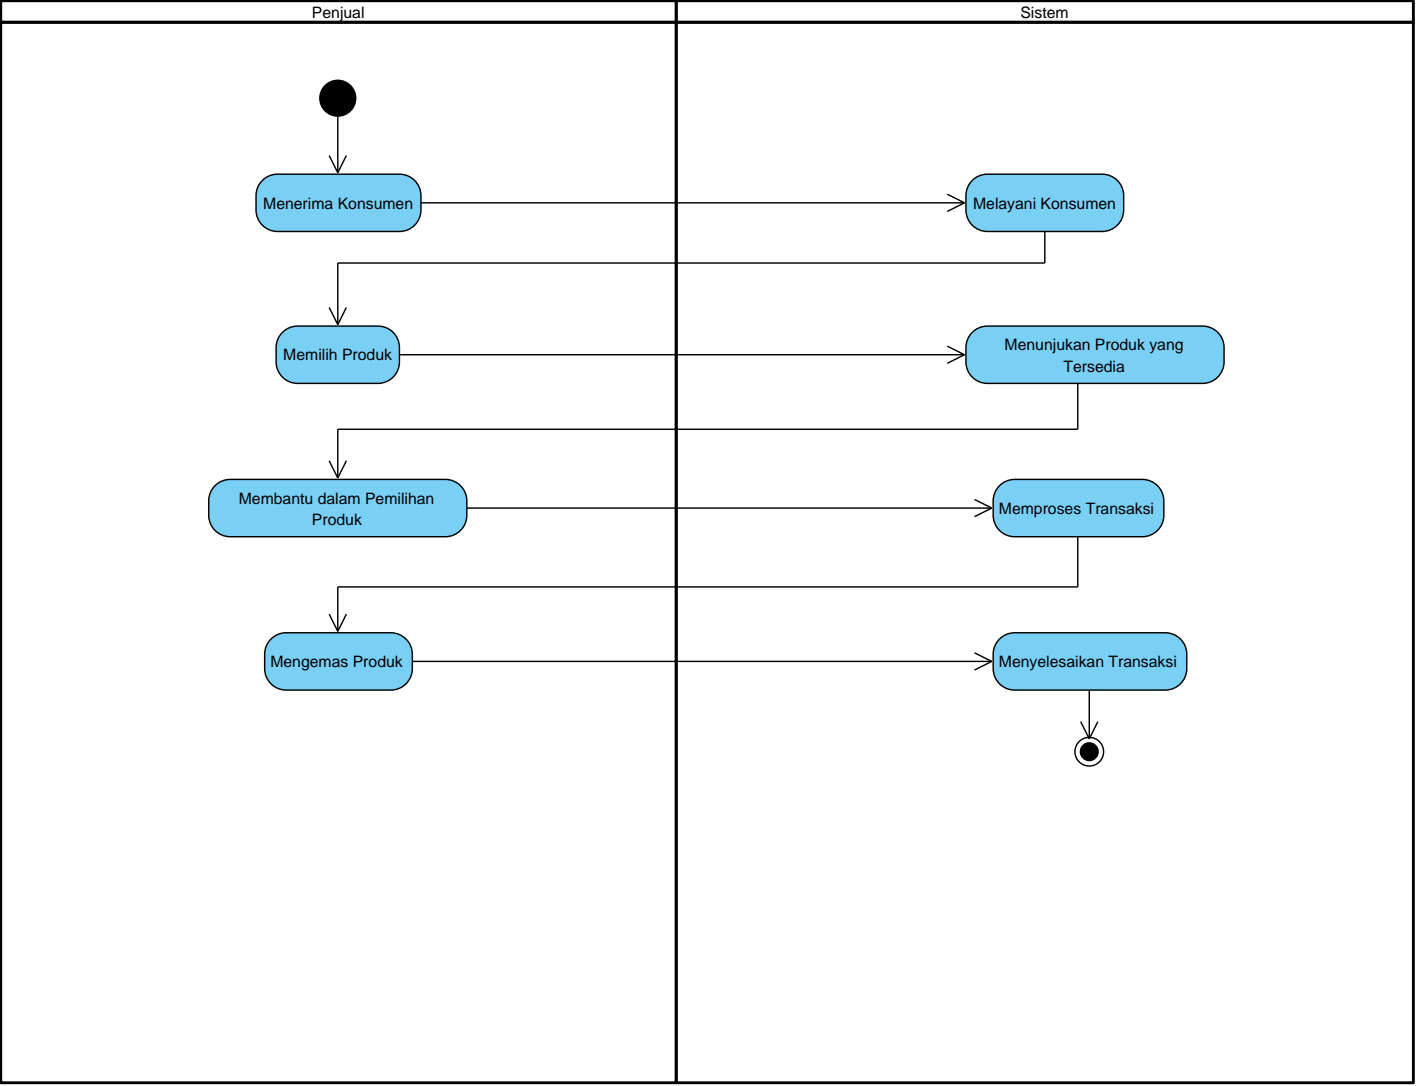 Penjual
Sistem
Menerima Konsumen
Melayani Konsumen
Memilih Produk
Menunjukan Produk yang
Tersedia
Membantu dalam Pemilihan
Produk
Memproses Transaksi
Mengemas Produk
Menyelesaikan Transaksi